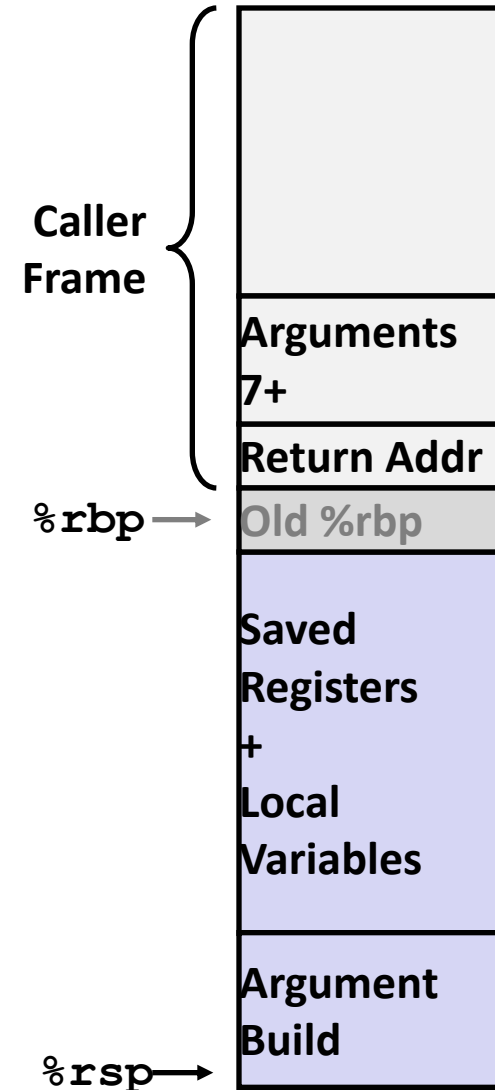 Caller
Frame
Arguments
7+
Return Addr
%rbp
Old %rbp
Saved
Registers
+
Local
Variables
Argument
Build
%rsp